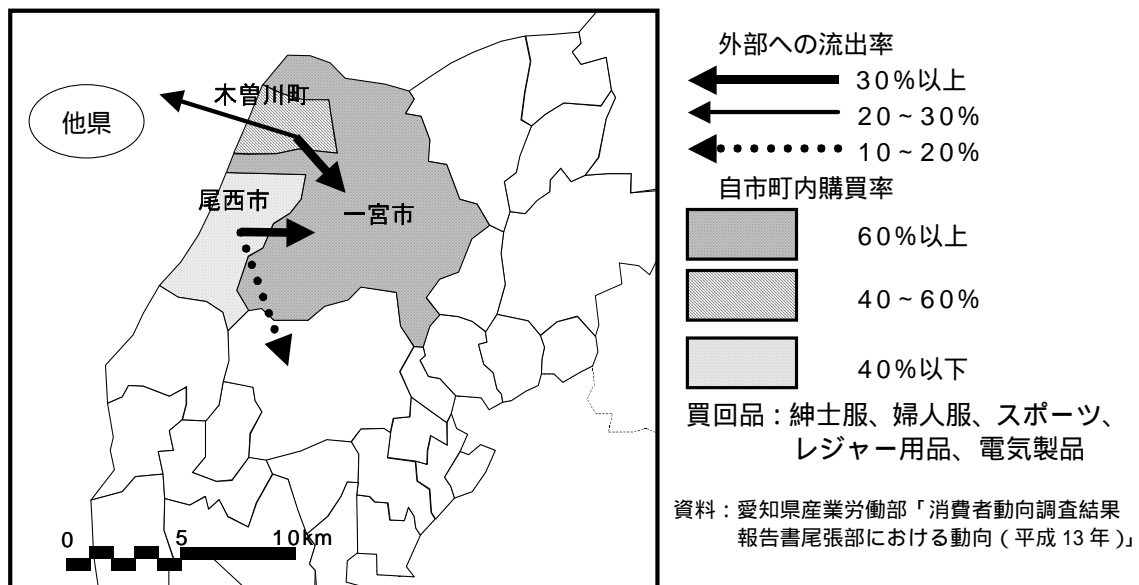 木曽川町
他県
尾西市
一宮市
0 5 10km
外部への流出率
30%以上
20~30%
10~20%
自市町内購買率
60%以上
40~60%
40%以下
買回品：紳士服、婦人服、スポーツ、
レジャー用品、電気製品
資料：愛知県産業労働部「消費者動向調査結果
報告書尾張部における動向（平成13年）」